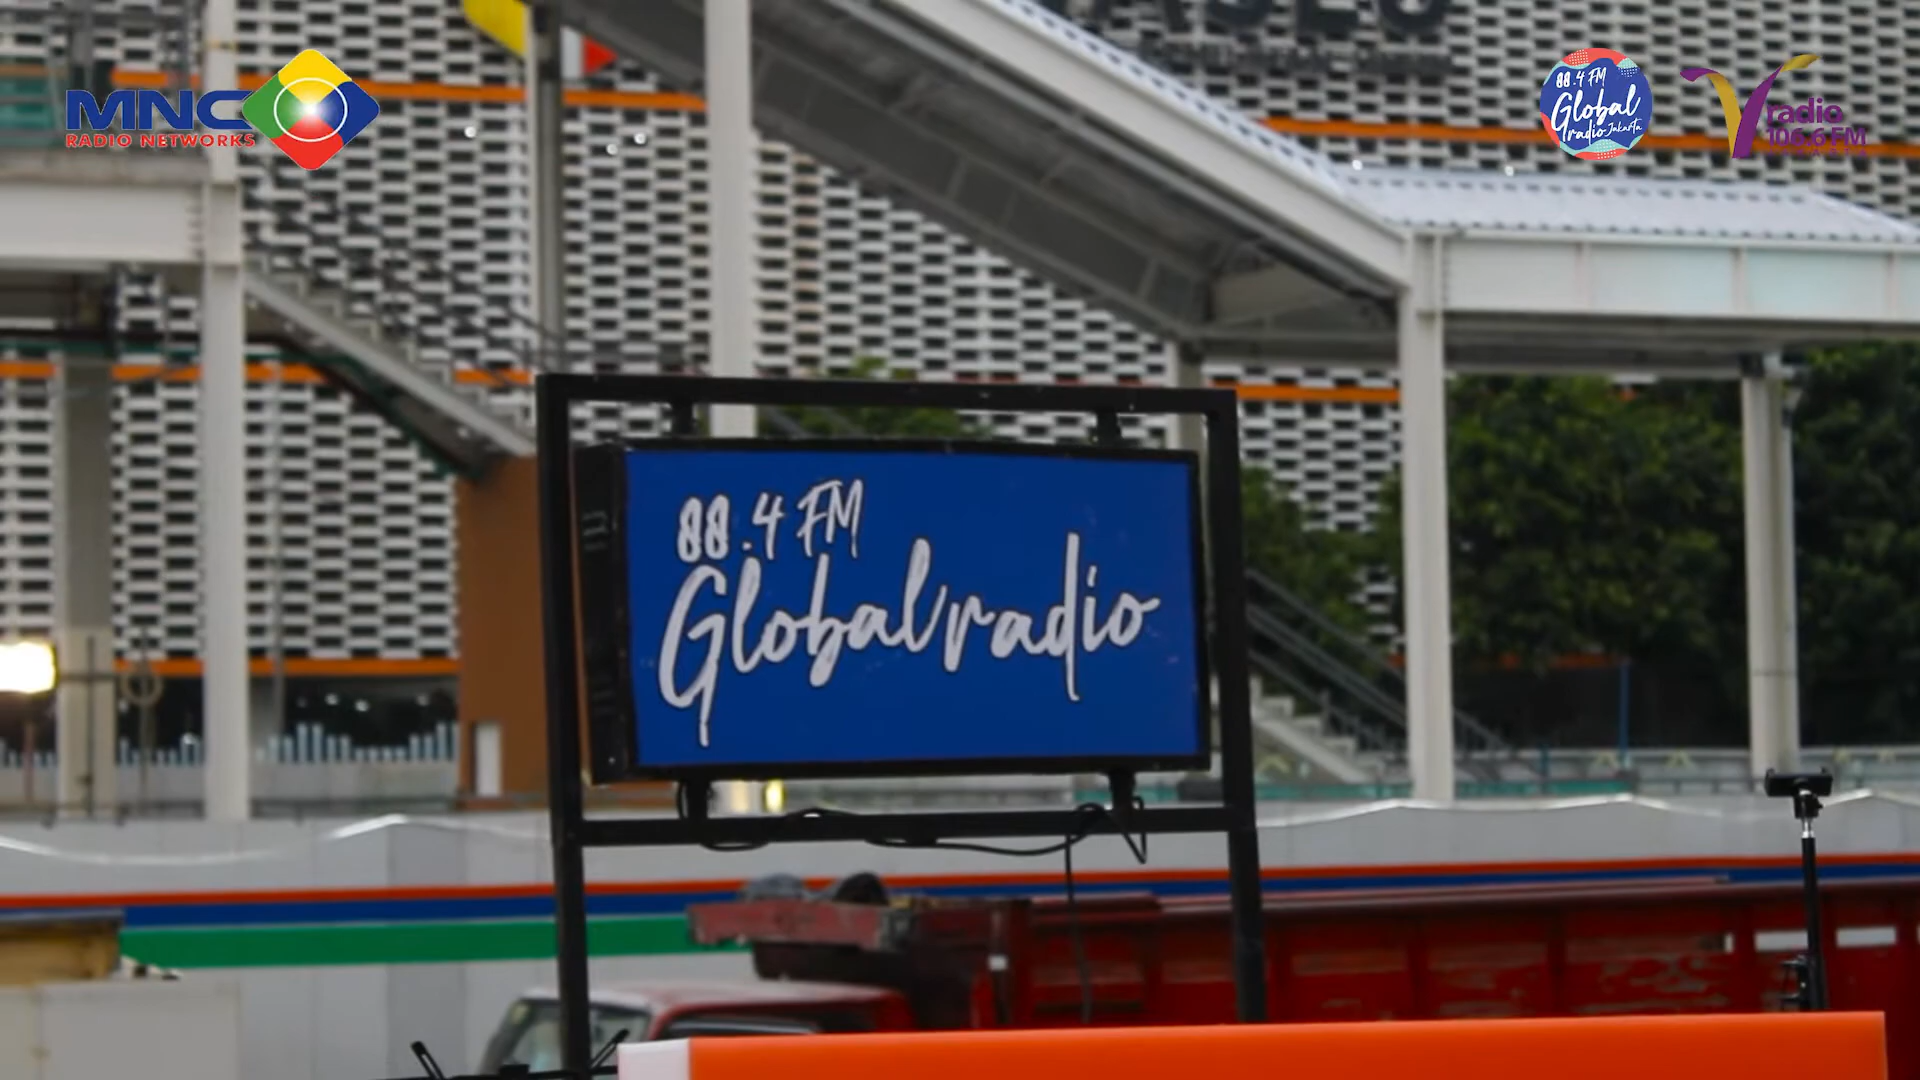 MNC
RADIO NETWORKS
88.4 FM
Global
radio Jakarta
radio
106.6 FM
88.4 FM
Globalradio